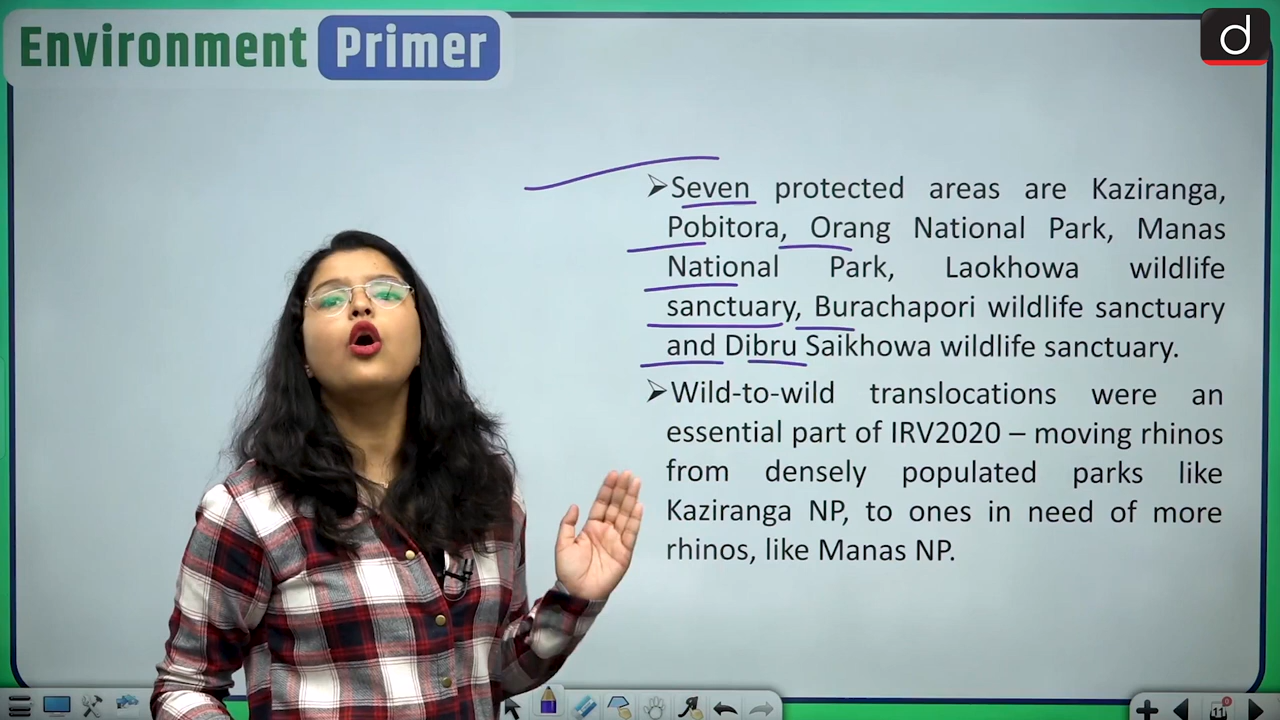 Environment Primer
d
➢Seven protected areas are Kaziranga,
Pobitora, Orang National Park, Manas
National Park, Laokhowa wildlife
sanctuary, Burachapori wildlife sanctuary
and Dibru Saikhowa wildlife sanctuary.
➢Wild-to-wild translocations were an
essential part of IRV2020 – moving rhinos
from densely populated parks like
Kaziranga NP, to ones in need of more
rhinos, like Manas NP.
11